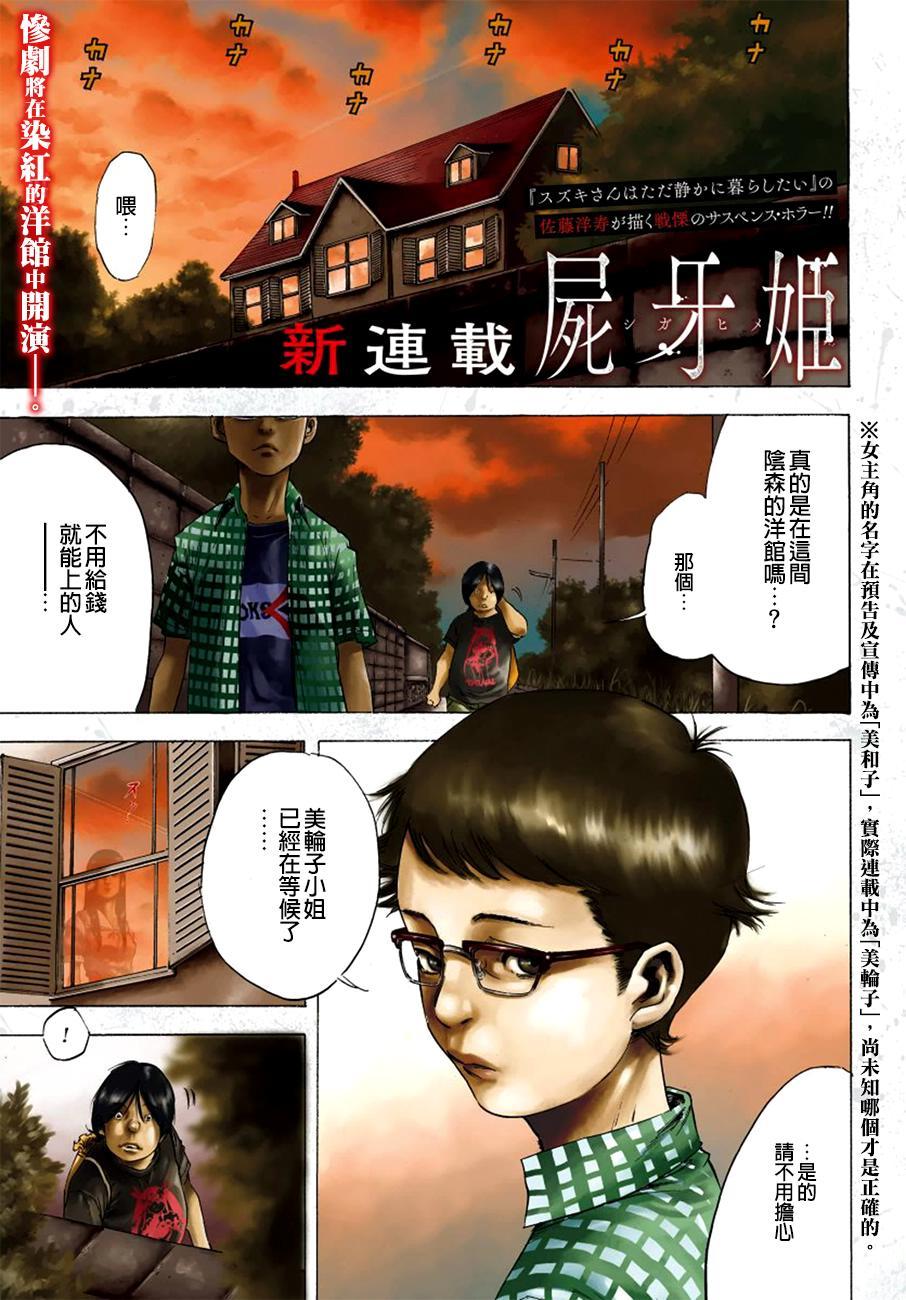 慘劇將在染紅的洋館中開演——。
カナ
カナ
カナ
カナ
カナ
カナ
『スズキさんはただ静かに暮らしたい』の
佐藤洋寿が描く戦慄のサスペンス・ホラー!!
屍牙姫
シガヒメ
新連載
喂…
真的是在這間
陰森的洋館嗎…?
那個…
不用給錢
就能上的人
——……
…是的
請不用擔心
美輪子小姐
已經在等候了
……
スゥ…
!
※女主角的名字在預告及宣傳中為「美和子」，實際連載中為「美輪子」，尚未知哪個才是正確的。